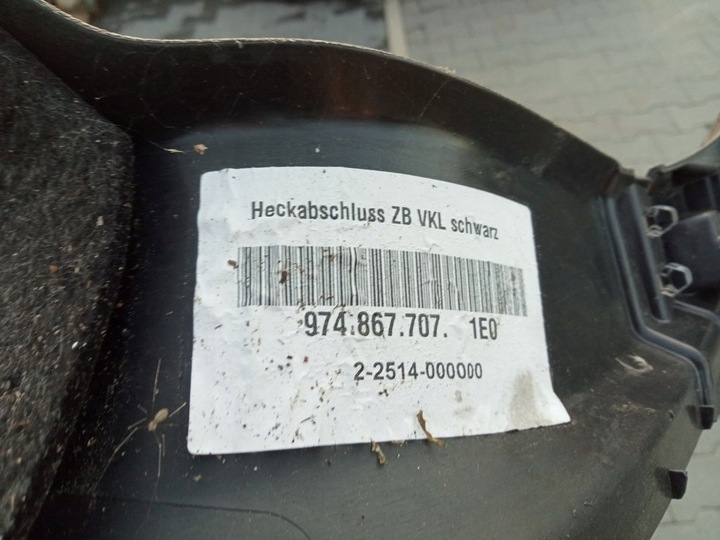 Heckabschluss ZB VKL schwarz
974.867.707. 1E0
2-2514-000000